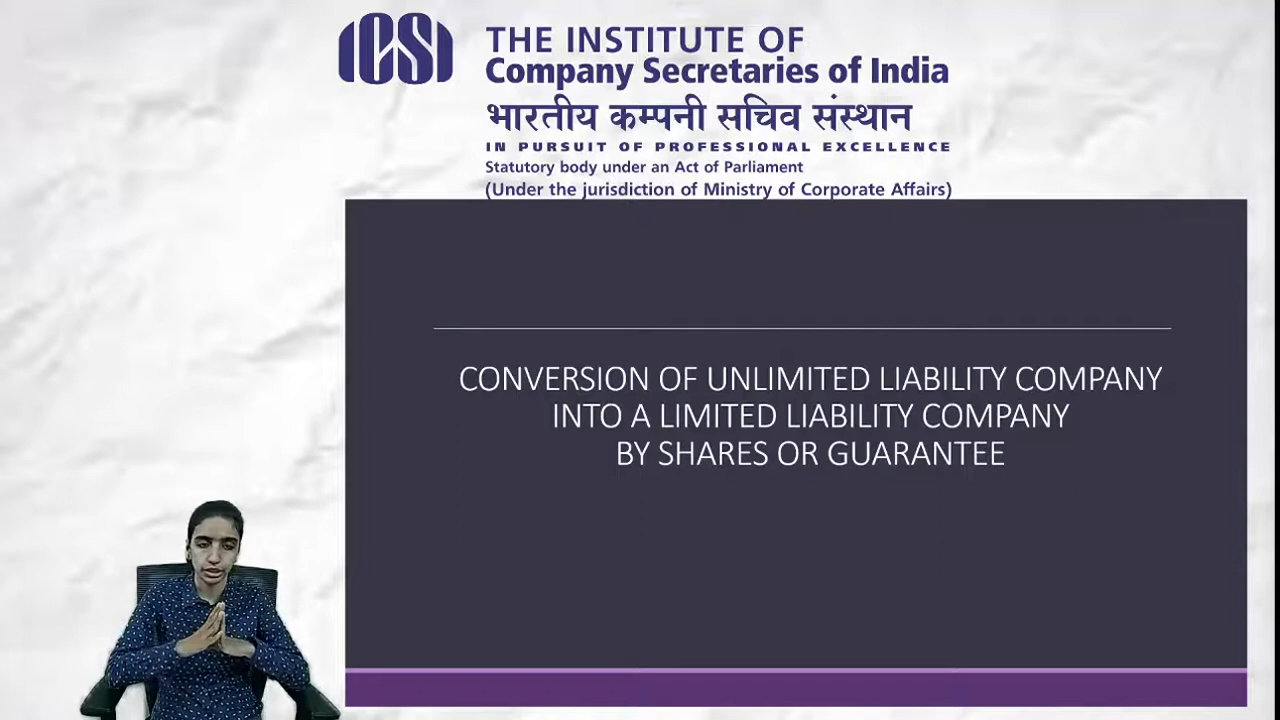 ICSI
THE INSTITUTE OF
Company Secretaries of India
भारतीय कम्पनी सचिव संस्थान
IN PURSUIT OF PROFESSIONAL EXCELLENCE
Statutory body under an Act of Parliament
(Under the jurisdiction of Ministry of Corporate Affairs)
CONVERSION OF UNLIMITED LIABILITY COMPANY
INTO A LIMITED LIABILITY COMPANY
BY SHARES OR GUARANTEE